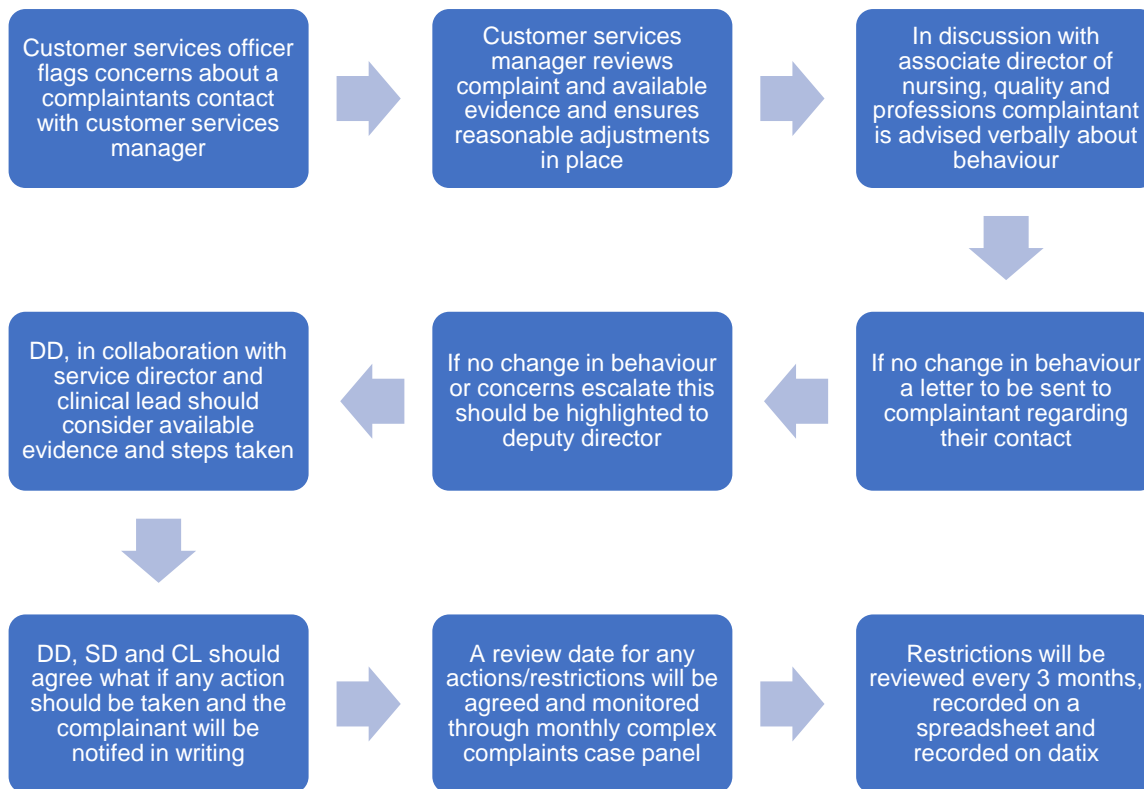 Customer services officer
flags concerns about a
complaintants contact
with customer services
manager
Customer services
manager reviews
complaint and available
evidence and ensures
reasonable adjustments
in place
In discussion with
associate director of
nursing, quality and
professions complaintant
is advised verbally about
behaviour
If no change in behaviour
a letter to be sent to
complaintant regarding
their contact
If no change in behaviour
or concerns escalate this
should be highlighted to
deputy director
DD, in collaboration with
service director and
clinical lead should
consider available
evidence and steps taken
DD, SD and CL should
agree what if any action
should be taken and the
complainant will be
notifed in writing
A review date for any
actions/restrictions will be
agreed and monitored
through monthly complex
complaints case panel
Restrictions will be
reviewed every 3 months,
recorded on a
spreadsheet and
recorded on datix